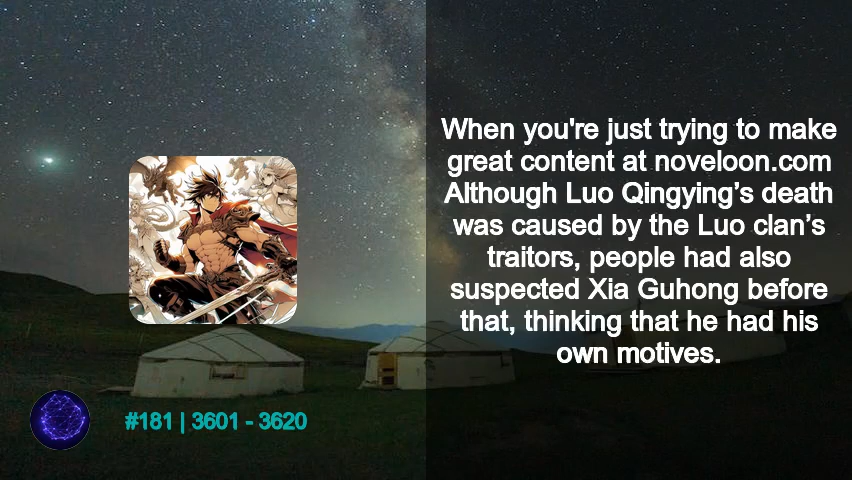 When you're just trying to make
great content at noveloon.com
Although Luo Qingying’s death
was caused by the Luo clan’s
traitors, people had also
suspected Xia Guhong before
that, thinking that he had his
own motives.
#181 | 3601 - 3620